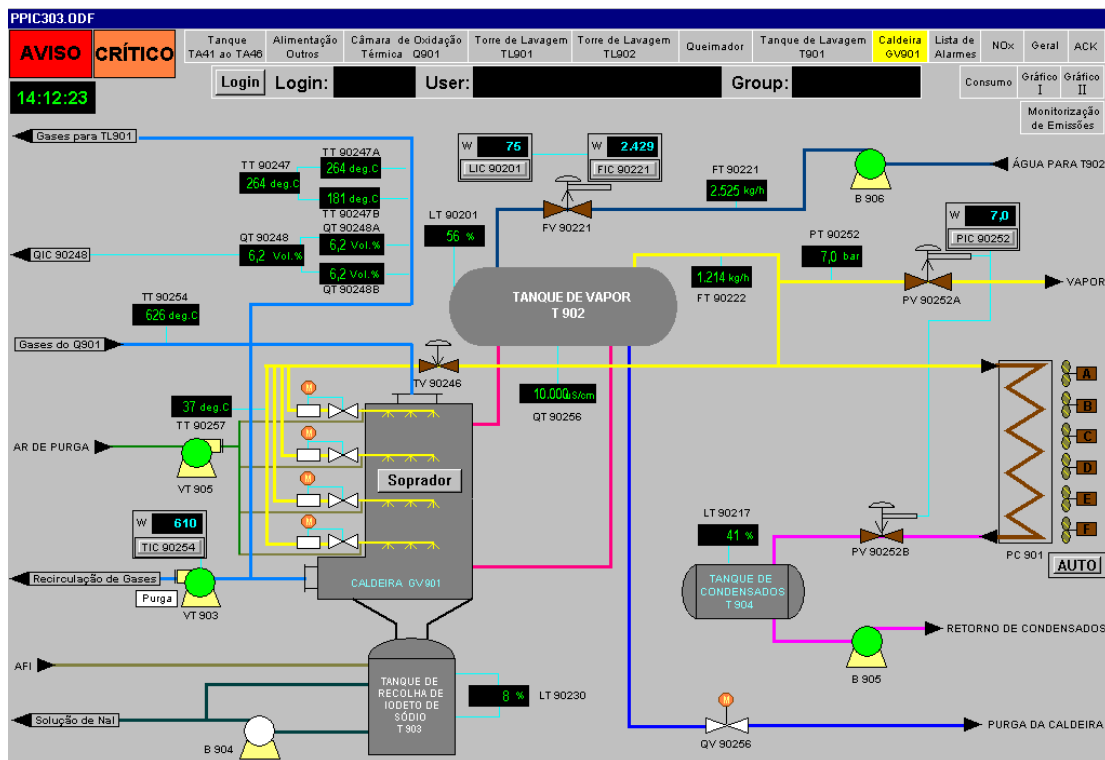 PPIC303.ODF
AVISO
CRÍTICO
Tanque
TA41 ao TA46
Alimentação
Outros
Câmara de Oxidação
Térmica Q901
Torre de Lavagem
TL901
Torre de Lavagem
TL902
Queimador
Tanque de Lavagem
T901
Caldeira
GV901
Lista de
Alarmes
NOx
Geral
ACK
Login
Login:
User:
Group:
Consumo
Gráfico
I
Gráfico
II
14:12:23
Monitorização
de Emissões
Gases para TL901
TT 90247A
TT 90247
264 deg.C
264 deg.C
181 deg.C
TT 90247B
QT 90248A
QT 90248
6,2 Vol.%
6,2 Vol.%
6,2 Vol.%
QT 90248B
QIC 90248
W 75
LIC 90201
W 2.429
FIC 90221
FT 90221
2.525 kg/h
B 906
ÁGUA PARA T902
LT 90201
56 %
FV 90221
W 7,0
PIC 90252
PT 90252
7,0 bar
PV 90252A
VAPOR
1.214 kg/h
FT 90222
TANQUE DE VAPOR
T 902
TT 90254
626 deg.C
Gases do Q901
TV 90246
10.000uS/cm
QT 90256
M
37 deg.C
TT 90257
AR DE PURGA
VT 905
M
Soprador
M
M
A
B
C
D
E
F
W 610
TIC 90254
LT 90217
41 %
PV 90252B
PC 901
AUTO
Recirculação de Gases
Purga
VT 903
CALDEIRA GV901
TANQUE DE
CONDENSADOS
T 904
RETORNO DE CONDENSADOS
B 905
AFI
TANQUE DE
RECOLHA DE
IODETO DE
SÓDIO
T 903
8 %
LT 90230
M
Solução de NaI
B 904
QV 90256
PURGA DA CALDEIRA